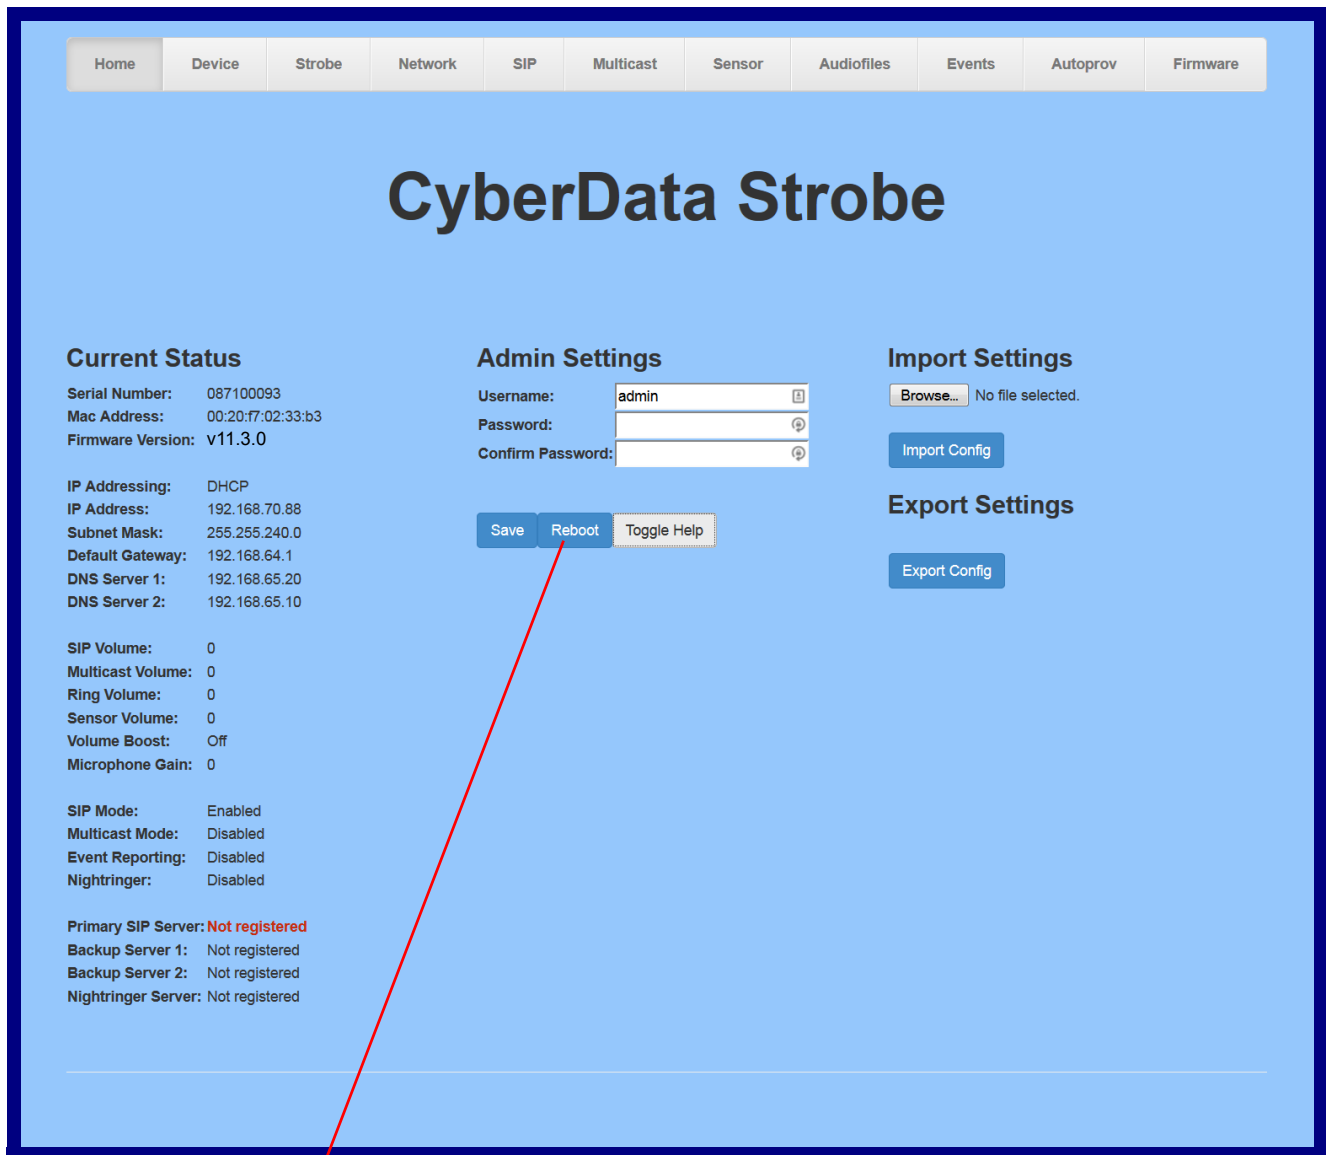 Home Device Strobe Network SIP Multicast Sensor Audiofiles Events Autoprov Firmware
CyberData Strobe
Current Status
Serial Number: 087100093
Mac Address: 00:20:f7:02:33:b3
Firmware Version: v11.3.0
IP Addressing: DHCP
IP Address: 192.168.70.88
Subnet Mask: 255.255.240.0
Default Gateway: 192.168.64.1
DNS Server 1: 192.168.65.20
DNS Server 2: 192.168.65.10
SIP Volume: 0
Multicast Volume: 0
Ring Volume: 0
Sensor Volume: 0
Volume Boost: Off
Microphone Gain: 0
SIP Mode: Enabled
Multicast Mode: Disabled
Event Reporting: Disabled
Nightringer: Disabled
Primary SIP Server: Not registered
Backup Server 1: Not registered
Backup Server 2: Not registered
Nightringer Server: Not registered
Admin Settings
Username: admin
Password:
Confirm Password:
Save Reboot Toggle Help
Import Settings
Browse... No file selected.
Import Config
Export Settings
Export Config